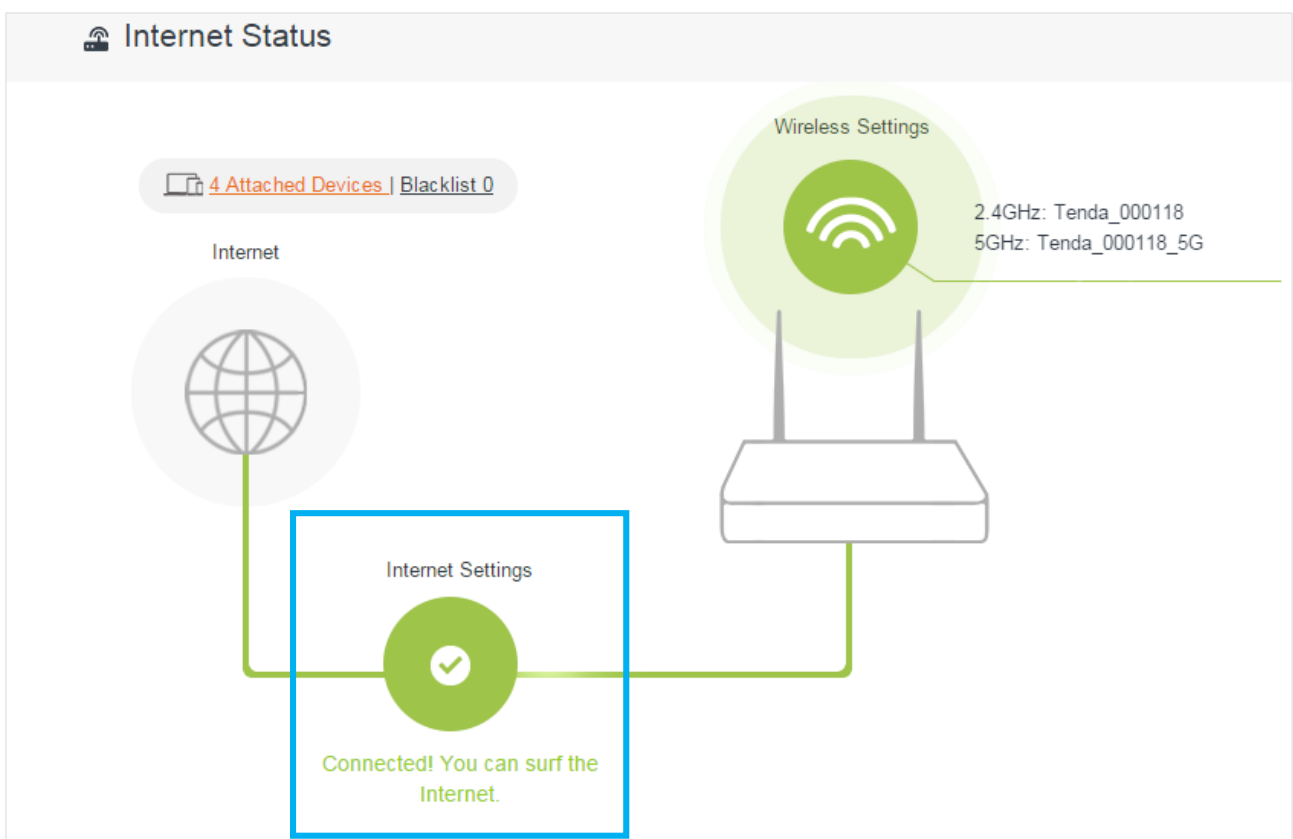 Internet Status
Wireless Settings
4 Attached Devices | Blacklist 0
2.4GHz: Tenda_000118
5GHz: Tenda_000118_5G
Internet
Internet Settings
Connected! You can surf the
Internet.